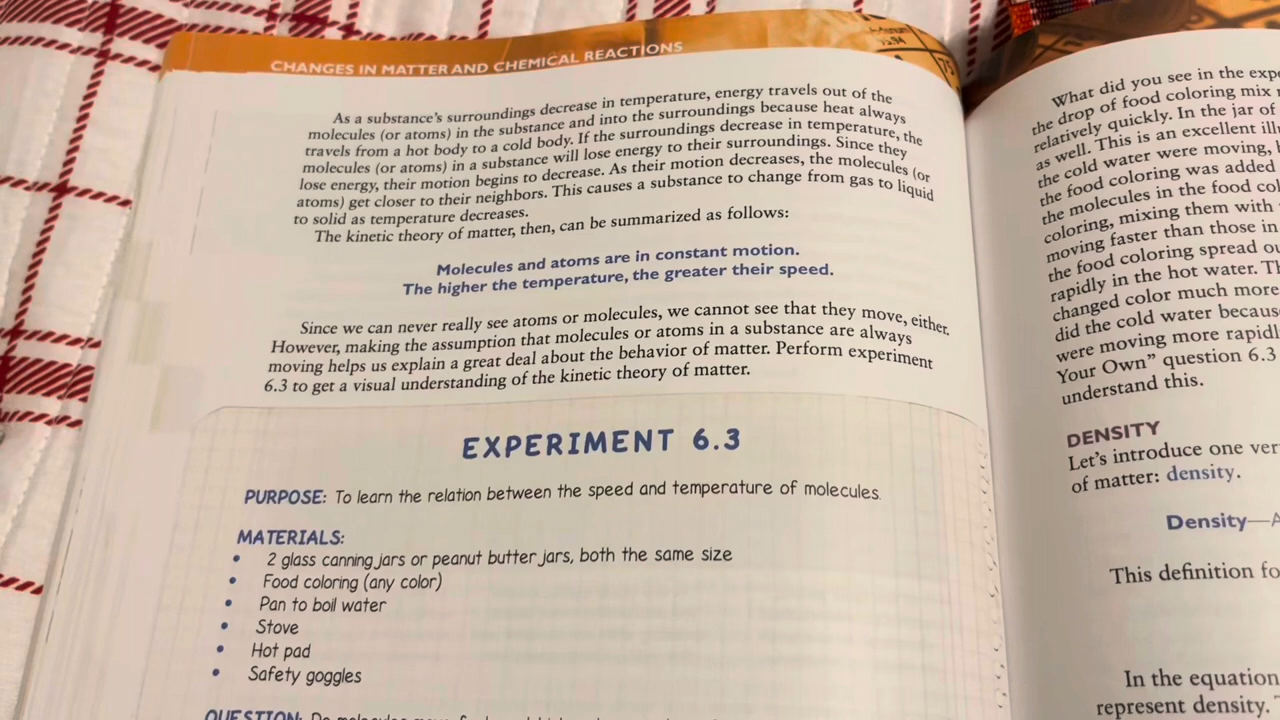 CHANGES IN MATTER AND CHEMICAL REACTIONS
As a substance's surroundings decrease in temperature, energy travels out of the
molecules (or atoms) in the substance and into the surroundings because heat always
travels from a hot body to a cold body. If the surroundings decrease in temperature, the
molecules (or atoms) in a substance will lose energy to their surroundings. Since they
lose energy, their motion begins to decrease. As their motion decreases, the molecules (or
atoms) get closer to their neighbors. This causes a substance to change from gas to liquid
to solid as temperature decreases.
The kinetic theory of matter, then, can be summarized as follows:
Molecules and atoms are in constant motion.
The higher the temperature, the greater their speed.
Since we can never really see atoms or molecules, we cannot see that they move, either.
However, making the assumption that molecules or atoms in a substance are always
moving helps us explain a great deal about the behavior of matter. Perform experiment
6.3 to get a visual understanding of the kinetic theory of matter.
EXPERIMENT 6.3
PURPOSE: To learn the relation between the speed and temperature of molecules.
MATERIALS:
• 2 glass canning jars or peanut butter jars, both the same size
• Food coloring (any color)
• Pan to boil water
• Stove
• Hot pad
• Safety goggles
QUESTION: Do molecules move
What did you see in the
the drop of food coloring mix
relatively quickly. In the jar of
as well. This is an excellent
the cold water were moving,
the food coloring was added
the molecules in the food
coloring, mixing them with
moving faster than those in
the food coloring spread
rapidly in the hot water.
changed color much more
did the cold water
were moving more
Your Own" question 6.3
understand this.
DENSITY
Let's introduce one
of matter: density.
Density—A
This definition
In the equation
represent density.